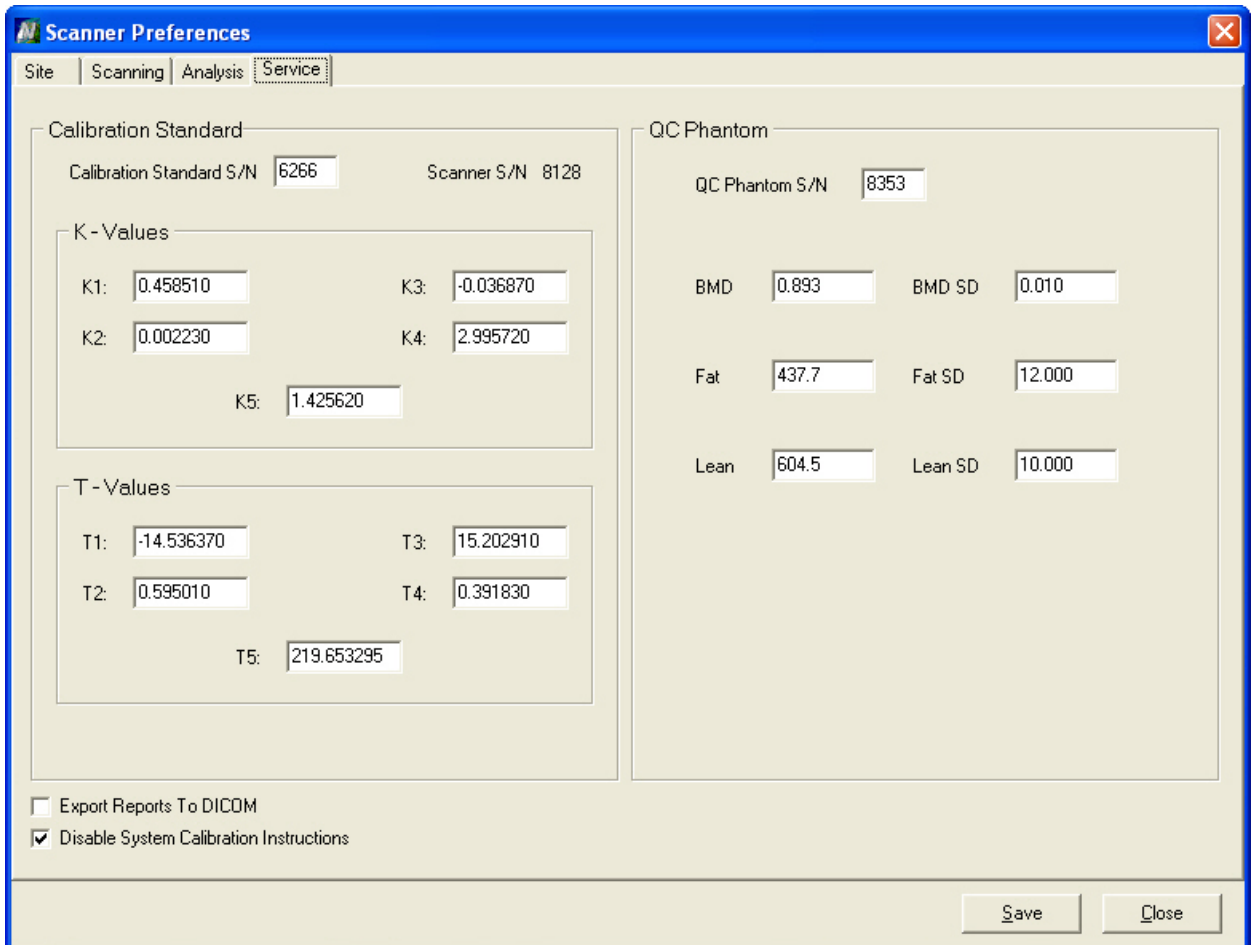 Scanner Preferences
Site Scanning Analysis Service
Calibration Standard
Calibration Standard S/N 6266 Scanner S/N 8128
K - Values
K1: 0.458510 K3: -0.036870
K2: 0.002230 K4: 2.995720
K5: 1.425620
T - Values
T1: -14.536370 T3: 15.202910
T2: 0.595010 T4: 0.391830
T5: 219.653295
QC Phantom
QC Phantom S/N 8353
BMD 0.893 BMD SD 0.010
Fat 437.7 Fat SD 12.000
Lean 604.5 Lean SD 10.000
Export Reports To DICOM
Disable System Calibration Instructions
Save Close